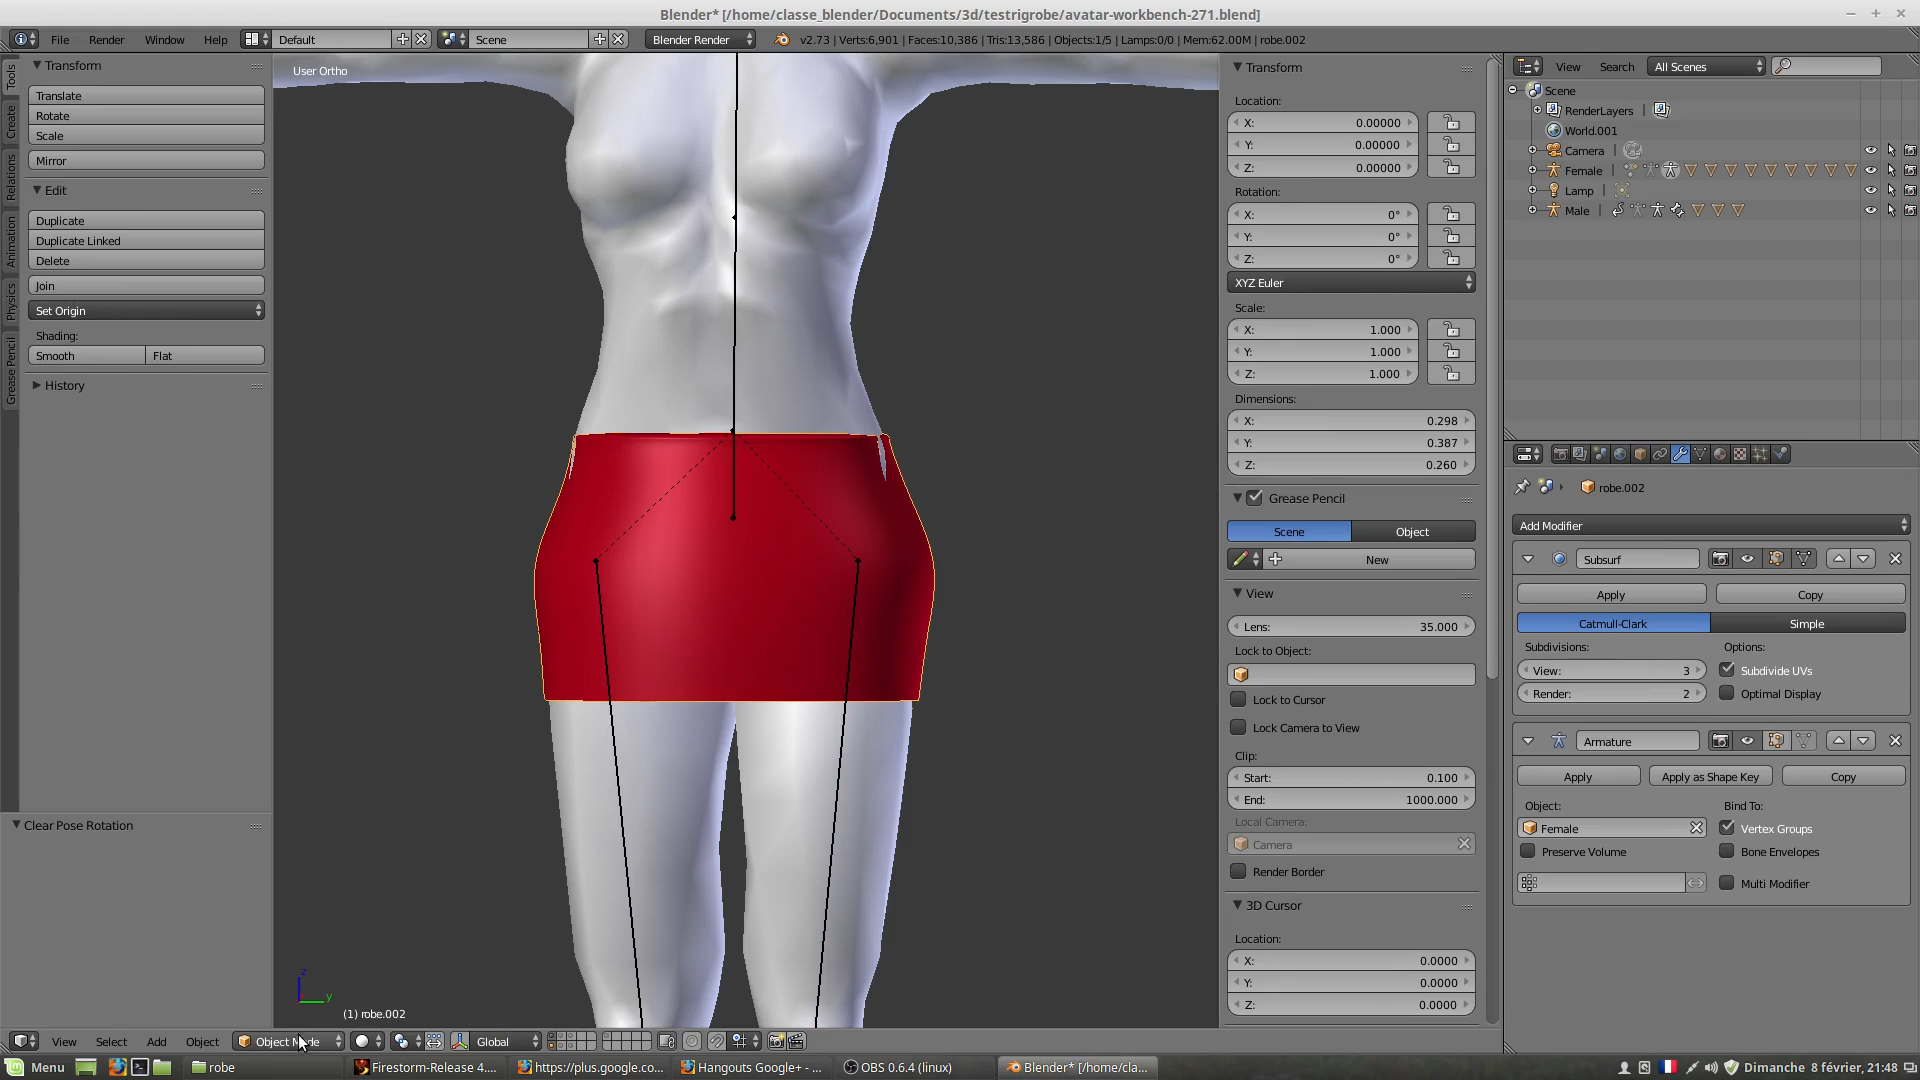 Blender* [/home/classe_blender/Documents/3d/testrigrobe/avatar-workbench-271.blend]
File Render Window Help Default Scene Blender Render v2.73 | Verts:6,901 | Faces:10,386 | Tris:13,586 | Objects:1/5 | Lamps:0/0 | Mem:62.00M | robe.002
Tools
Create
Relations
Animation
Physics
Grease Pencil
Transform
Translate
Rotate
Scale
Mirror
Edit
Duplicate
Duplicate Linked
Delete
Join
Set Origin
Shading:
Smooth Flat
History
Clear Pose Rotation
User Ortho
z
y
(1) robe.002
Transform
Location:
X: 0.00000
Y: 0.00000
Z: 0.00000
Rotation:
X: 0°
Y: 0°
Z: 0°
XYZ Euler
Scale:
X: 1.000
Y: 1.000
Z: 1.000
Dimensions:
X: 0.298
Y: 0.387
Z: 0.260
Grease Pencil
Scene Object
New
View
Lens: 35.000
Lock to Object:
Lock to Cursor
Lock Camera to View
Clip:
Start: 0.100
End: 1000.000
Local Camera:
Camera
Render Border
3D Cursor
Location:
X: 0.0000
Y: 0.0000
Z: 0.0000
View Search All Scenes
Scene
RenderLayers |
World.001
Camera |
Female |
Lamp |
Male |
robe.002
Add Modifier
Subsurf
Apply Copy
Catmull-Clark Simple
Subdivisions: Options:
View: 3 Subdivide UVs
Render: 2 Optimal Display
Armature
Apply Apply as Shape Key Copy
Object: Bind To:
Female Vertex Groups
Preserve Volume Bone Envelopes
Multi Modifier
View Select Add Object Object Mode Global
Menu robe Firestorm-Release 4.... https://plus.google.co... Hangouts Google+ - ... OBS 0.6.4 (linux) Blender* [/home/cla... Dimanche 8 février, 21:48